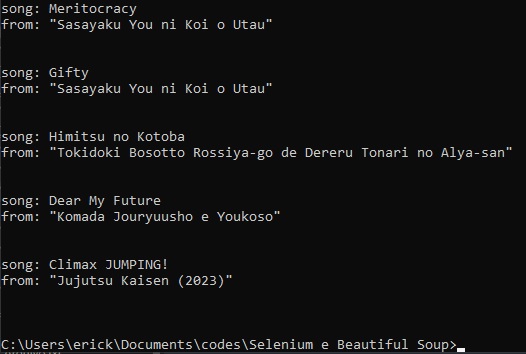 song: Meritocracy
from: "Sasayaku You ni Koi o Utau"
song: Gifty
from: "Sasayaku You ni Koi o Utau"
song: Himitsu no Kotoba
from: "Tokidoki Bosotto Rossiya-go de Dereru Tonari no Alya-san"
song: Dear My Future
from: "Komada Jouryuusho e Youkoso"
song: Climax JUMPING!
from: "Jujutsu Kaisen (2023)"
C:\Users\erick\Documents\codes\Selenium e Beautiful Soup>